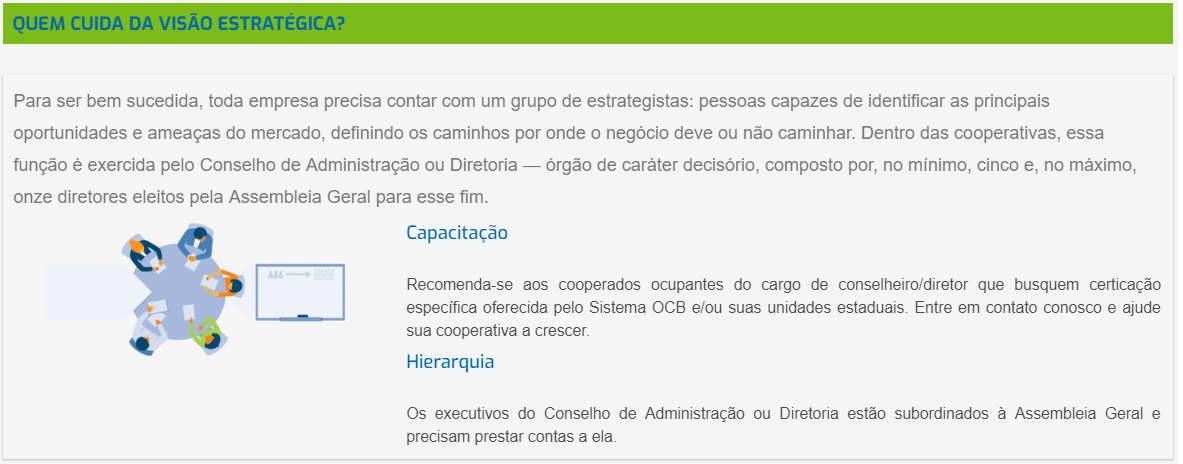 QUEM CUIDA DA VISÃO ESTRATÉGICA?
Para ser bem sucedida, toda empresa precisa contar com um grupo de estrategistas: pessoas capazes de identificar as principais
oportunidades e ameaças do mercado, definindo os caminhos por onde o negócio deve ou não caminhar. Dentro das cooperativas, essa
função é exercida pelo Conselho de Administração ou Diretoria — órgão de caráter decisório, composto por, no mínimo, cinco e, no máximo,
onze diretores eleitos pela Assembleia Geral para esse fim.
Capacitação
Recomenda-se aos cooperados ocupantes do cargo de conselheiro/diretor que busquem certicação
específica oferecida pelo Sistema OCB e/ou suas unidades estaduais. Entre em contato conosco e ajude
sua cooperativa a crescer.
Hierarquia
Os executivos do Conselho de Administração ou Diretoria estão subordinados à Assembleia Geral e
precisam prestar contas a ela.